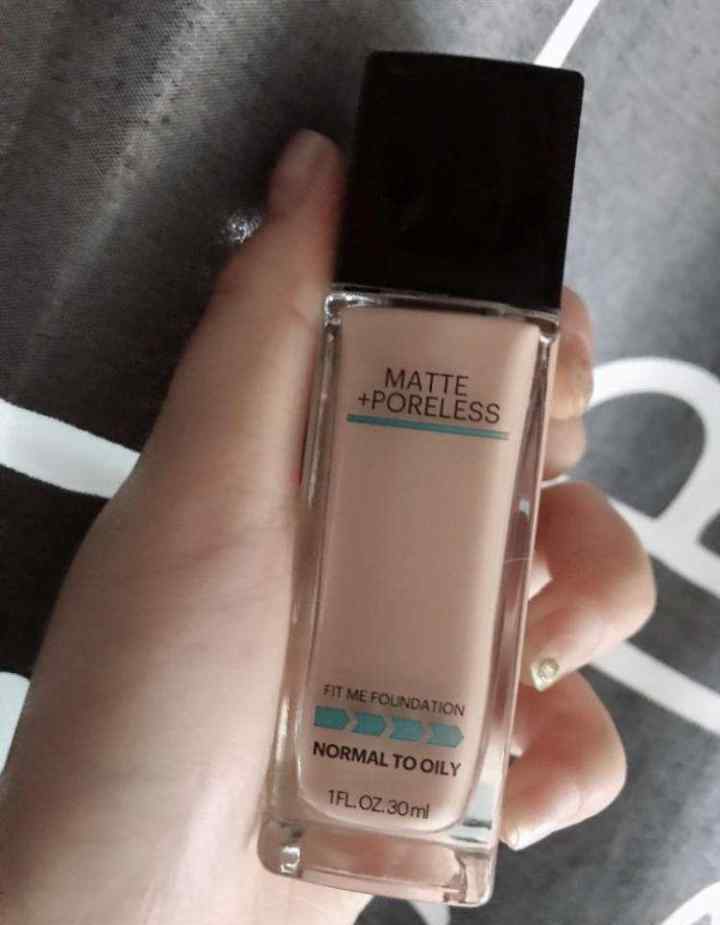 MATTE
+PORELESS
FIT ME FOUNDATION
NORMAL TO OILY
1FL.OZ.30ml